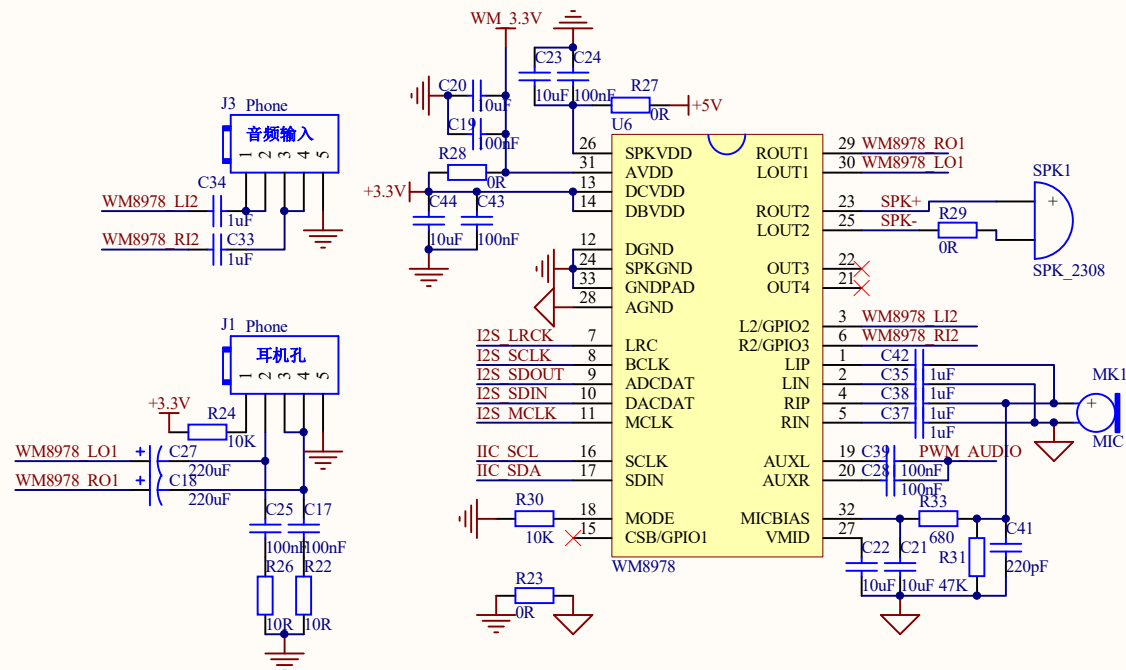 WM_3.3V
C23
C24
R27
C20
10uF
10uF
100nF
+5V
J3 Phone
C19
0R
音频输入
100nF
U6
1 2 3 4 5
R28
0R
26 SPKVDD ROUT1 29 WM8978_RO1
31 AVDD LOUT1 30 WM8978_LO1
SPK1
C34
+3.3V
13 DCVDD
WM8978_LI2
1uF
C44
C43
14 DBVDD ROUT2 23 SPK+
+
LOUT2 25 SPK-
R29
WM8978_RI2
C33
1uF
10uF
100nF
12 DGND
0R
24 SPKGND OUT3 22
SPK_2308
33 GNDPAD OUT4 21
28 AGND
J1 Phone
L2/GPIO2 3 WM8978_LI2
I2S_LRCK 7 LRC R2/GPIO3 6 WM8978_RI2
耳机孔
I2S_SCLK 8 BCLK LIP 1 C42
1 2 3 4 5
I2S_SDOUT 9 ADCDAT LIN 2 C35 1uF
MK1
+3.3V
I2S_SDIN 10 DACDAT RIP 4 C38 1uF
+
R24
I2S_MCLK 11 MCLK RIN 5 C37 1uF
10K
1uF
MIC
WM8978_LO1
+
C27
IIC_SCL 16 SCLK AUXL 19 C39 PWM_AUDIO
220uF
100nF
WM8978_RO1
+
C18
IIC_SDA 17 SDIN AUXR 20 C28
220uF
100nF
C25
C17
R30
18 MODE MICBIAS 32
R33
10K
15 CSB/GPIO1 VMID 27
680
C41
100nF
100nF
C22
C21
R31
R26
R22
WM8978
220pF
R23
10uF
10uF
47K
0R
10R
10R